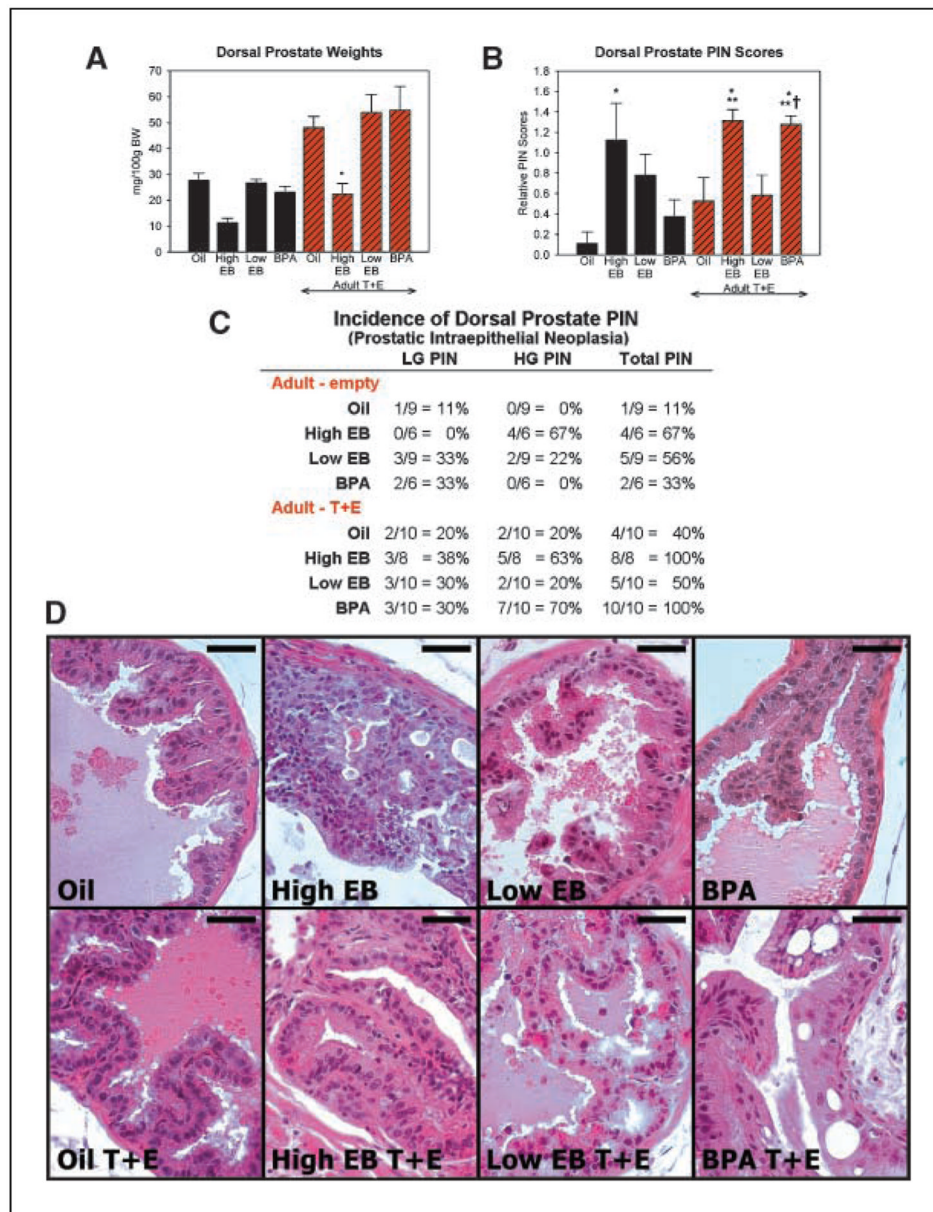 A
Dorsal Prostate Weights
mg/100g BW
70
60
50
40
30
20
10
0
*
Oil High EB Low EB BPA Oil High EB Low EB BPA
Adult T+E
B
Dorsal Prostate PIN Scores
Relative PIN Scores
1.8
1.6
1.4
1.2
1.0
0.8
0.6
0.4
0.2
0.0
* * *
** **†
Oil High EB Low EB BPA Oil High EB Low EB BPA
Adult T+E
C
Incidence of Dorsal Prostate PIN
(Prostatic Intraepithelial Neoplasia)
LG PIN HG PIN Total PIN
Adult - empty
Oil 1/9 = 11% 0/9 = 0% 1/9 = 11%
High EB 0/6 = 0% 4/6 = 67% 4/6 = 67%
Low EB 3/9 = 33% 2/9 = 22% 5/9 = 56%
BPA 2/6 = 33% 0/6 = 0% 2/6 = 33%
Adult - T+E
Oil 2/10 = 20% 2/10 = 20% 4/10 = 40%
High EB 3/8 = 38% 5/8 = 63% 8/8 = 100%
Low EB 3/10 = 30% 2/10 = 20% 5/10 = 50%
BPA 3/10 = 30% 7/10 = 70% 10/10 = 100%
D
Oil High EB Low EB BPA
Oil T+E High EB T+E Low EB T+E BPA T+E